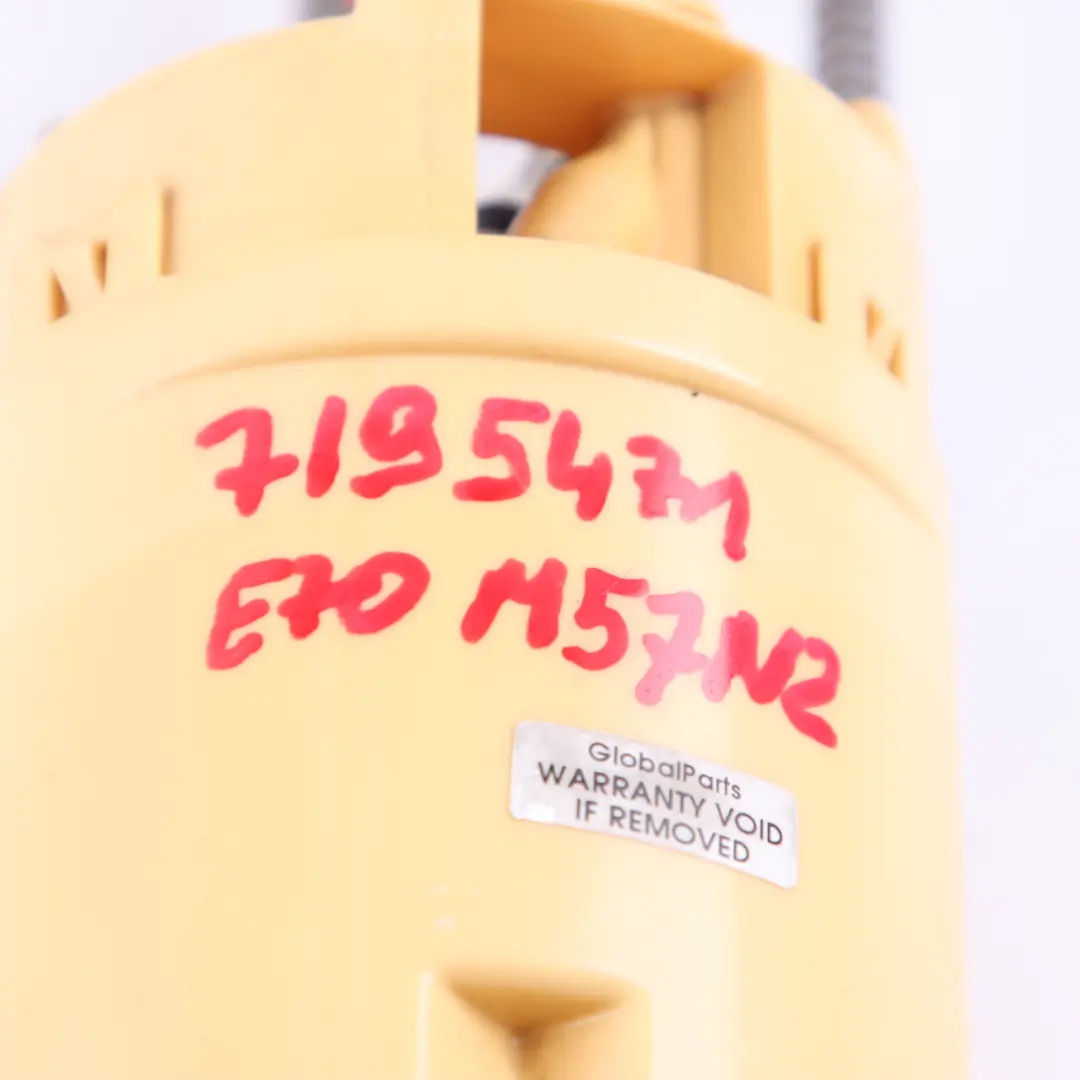 7195471
E70 M57N2
GlobalParts
WARRANTY VOID
IF REMOVED